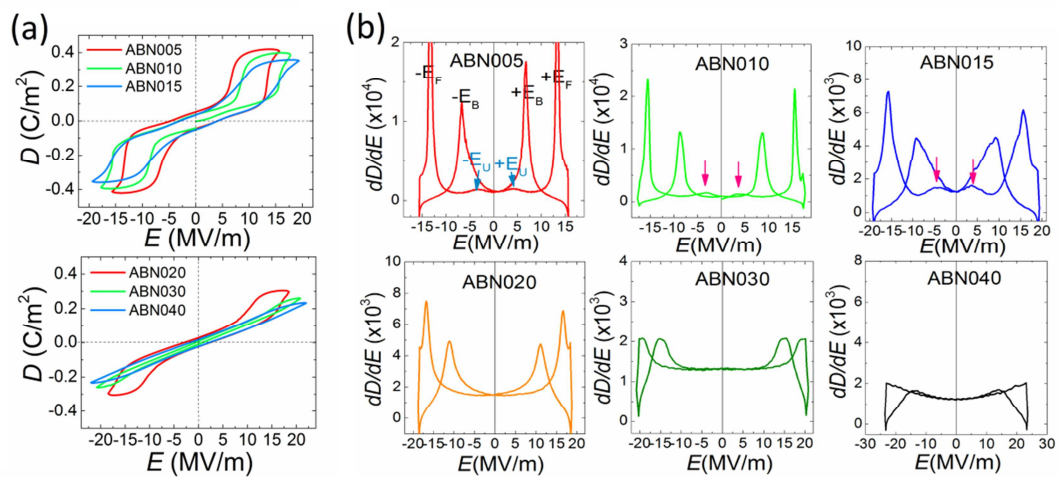 (a)
0.4
0.2
0.0
-0.2
-0.4
D (C/m²)
ABN005
ABN010
ABN015
-20 -15 -10 -5 0 5 10 15 20
E (MV/m)
0.4
0.2
0.0
-0.2
-0.4
D (C/m²)
ABN020
ABN030
ABN040
-20 -15 -10 -5 0 5 10 15 20
E (MV/m)
(b)
dD/dE (x10⁴)
2
1
0
ABN005
-E_F
-E_B
+E_B
+E_F
-E_U +E_U
-15 -10 -5 0 5 10 15
E(MV/m)
dD/dE (x10⁴)
3
2
1
0
ABN010
-15 -10 -5 0 5 10 15
E(MV/m)
dD/dE (x10³)
10
8
6
4
2
0
ABN015
-20 -15 -10 -5 0 5 10 15 20
E(MV/m)
dD/dE (x10³)
10
8
6
4
2
0
ABN020
-20 -15 -10 -5 0 5 10 15 20
E(MV/m)
dD/dE (x10³)
4
3
2
1
0
ABN030
-20 -15 -10 -5 0 5 10 15 20
E(MV/m)
dD/dE (x10³)
8
6
4
2
0
ABN040
-30 -20 -10 0 10 20 30
E(MV/m)